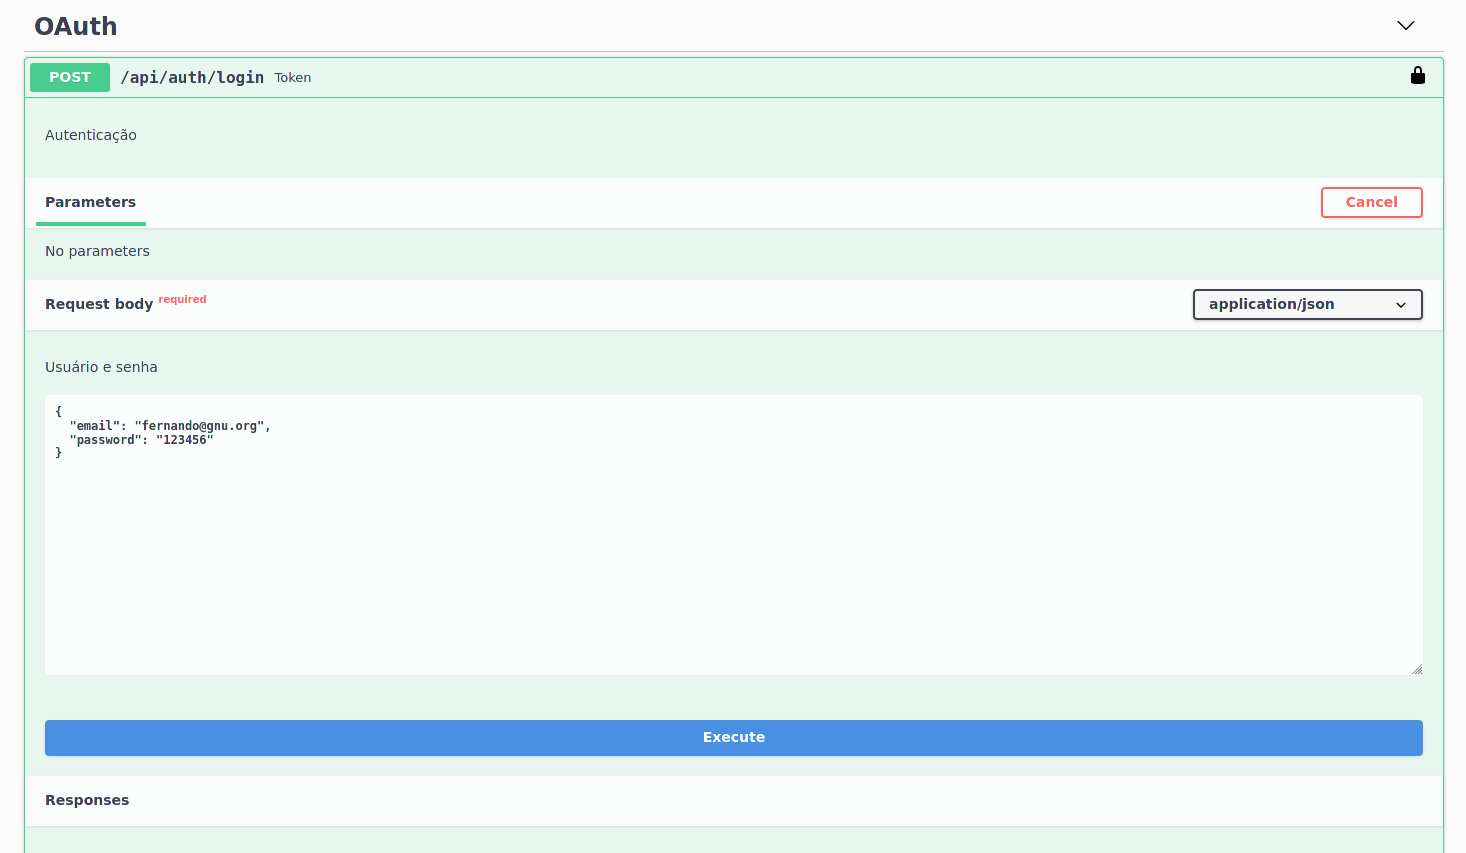 OAuth
POST /api/auth/login Token
Autenticação
Parameters Cancel
No parameters
Request body required application/json
Usuário e senha
{
"email": "fernando@gnu.org",
"password": "123456"
}
Execute
Responses